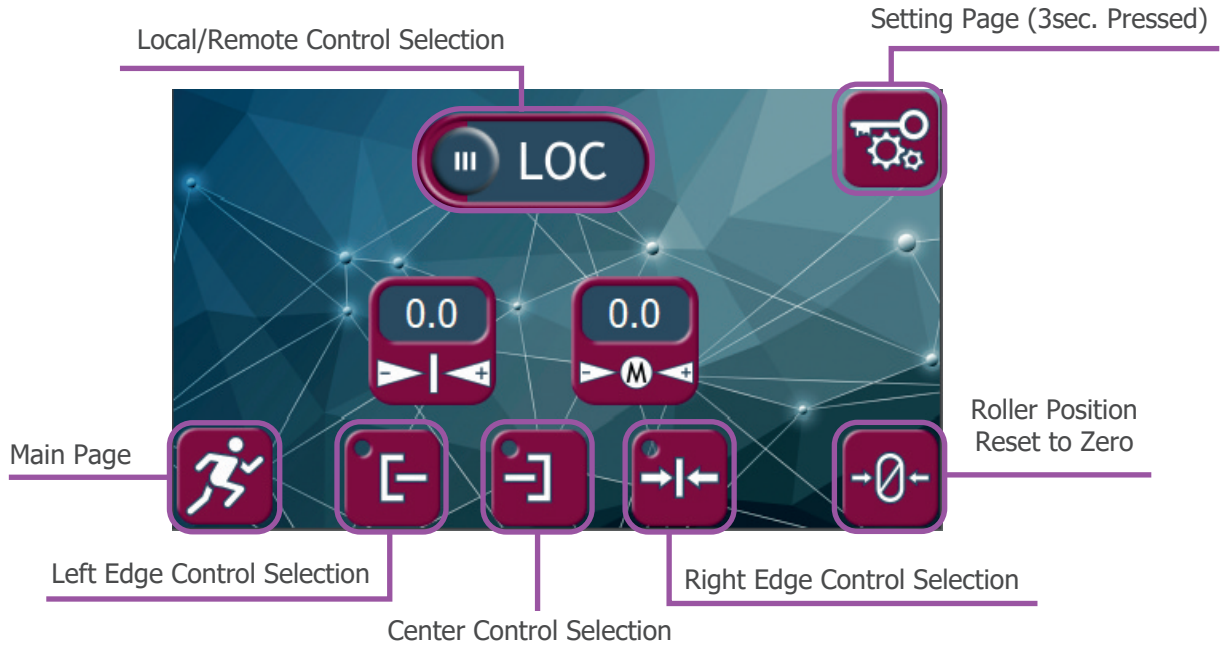 Setting Page (3sec. Pressed)
Local/Remote Control Selection
LOC
0.0
0.0
- +
- M +
Roller Position
Reset to Zero
Main Page
0
Left Edge Control Selection
Right Edge Control Selection
Center Control Selection